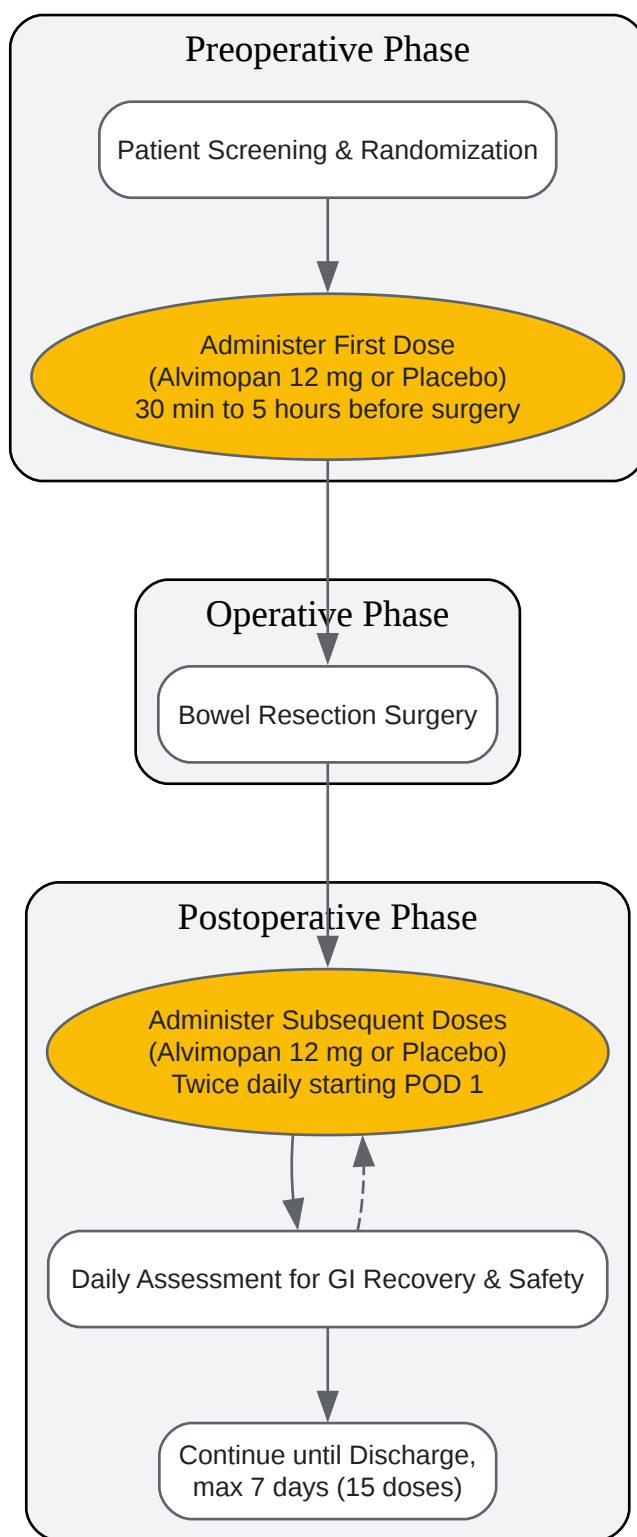 Preoperative Phase
Patient Screening & Randomization
Administer First Dose
(Alvimopan 12 mg or Placebo)
30 min to 5 hours before surgery
Operative Phase
Bowel Resection Surgery
Postoperative Phase
Administer Subsequent Doses
(Alvimopan 12 mg or Placebo)
Twice daily starting POD 1
Daily Assessment for GI Recovery & Safety
Continue until Discharge,
max 7 days (15 doses)